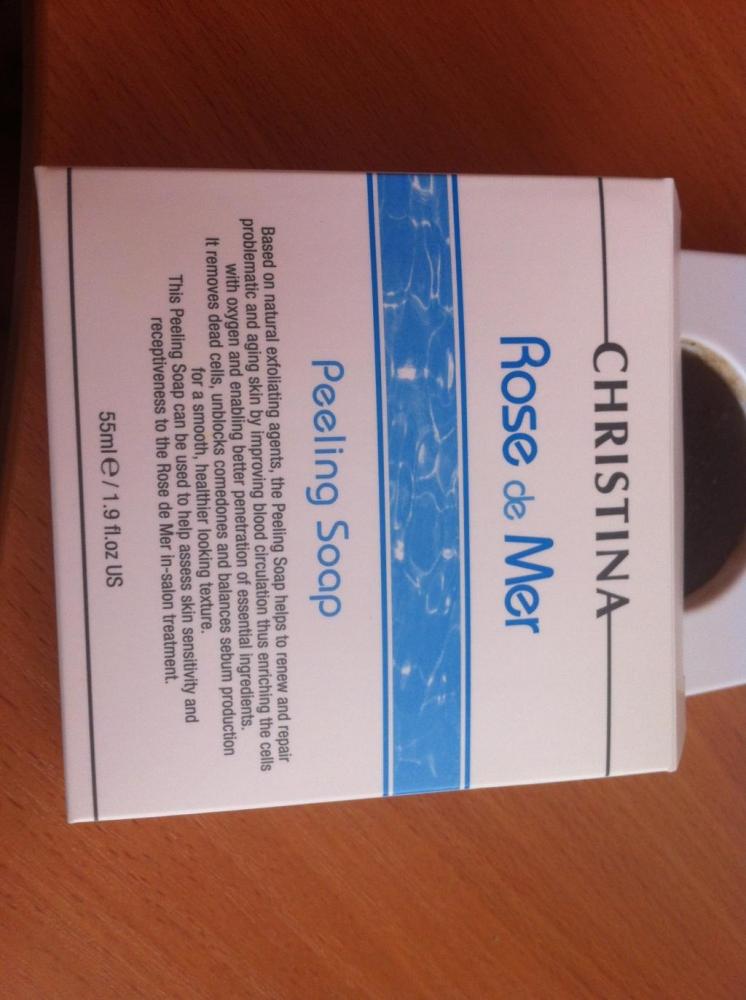 CHRISTINA
Rose de Mer
Peeling Soap
Based on natural exfoliating agents, the Peeling Soap helps to renew and repair
problematic and aging skin by improving blood circulation thus enriching the cells
with oxygen and enabling better penetration of essential ingredients.
It removes dead cells, unblocks comedones and balances sebum production
for a smooth, healthier looking texture.
This Peeling Soap can be used to help assess skin sensitivity and
receptiveness to the Rose de Mer in-salon treatment.
55ml ℮ / 1.9 fl.oz US